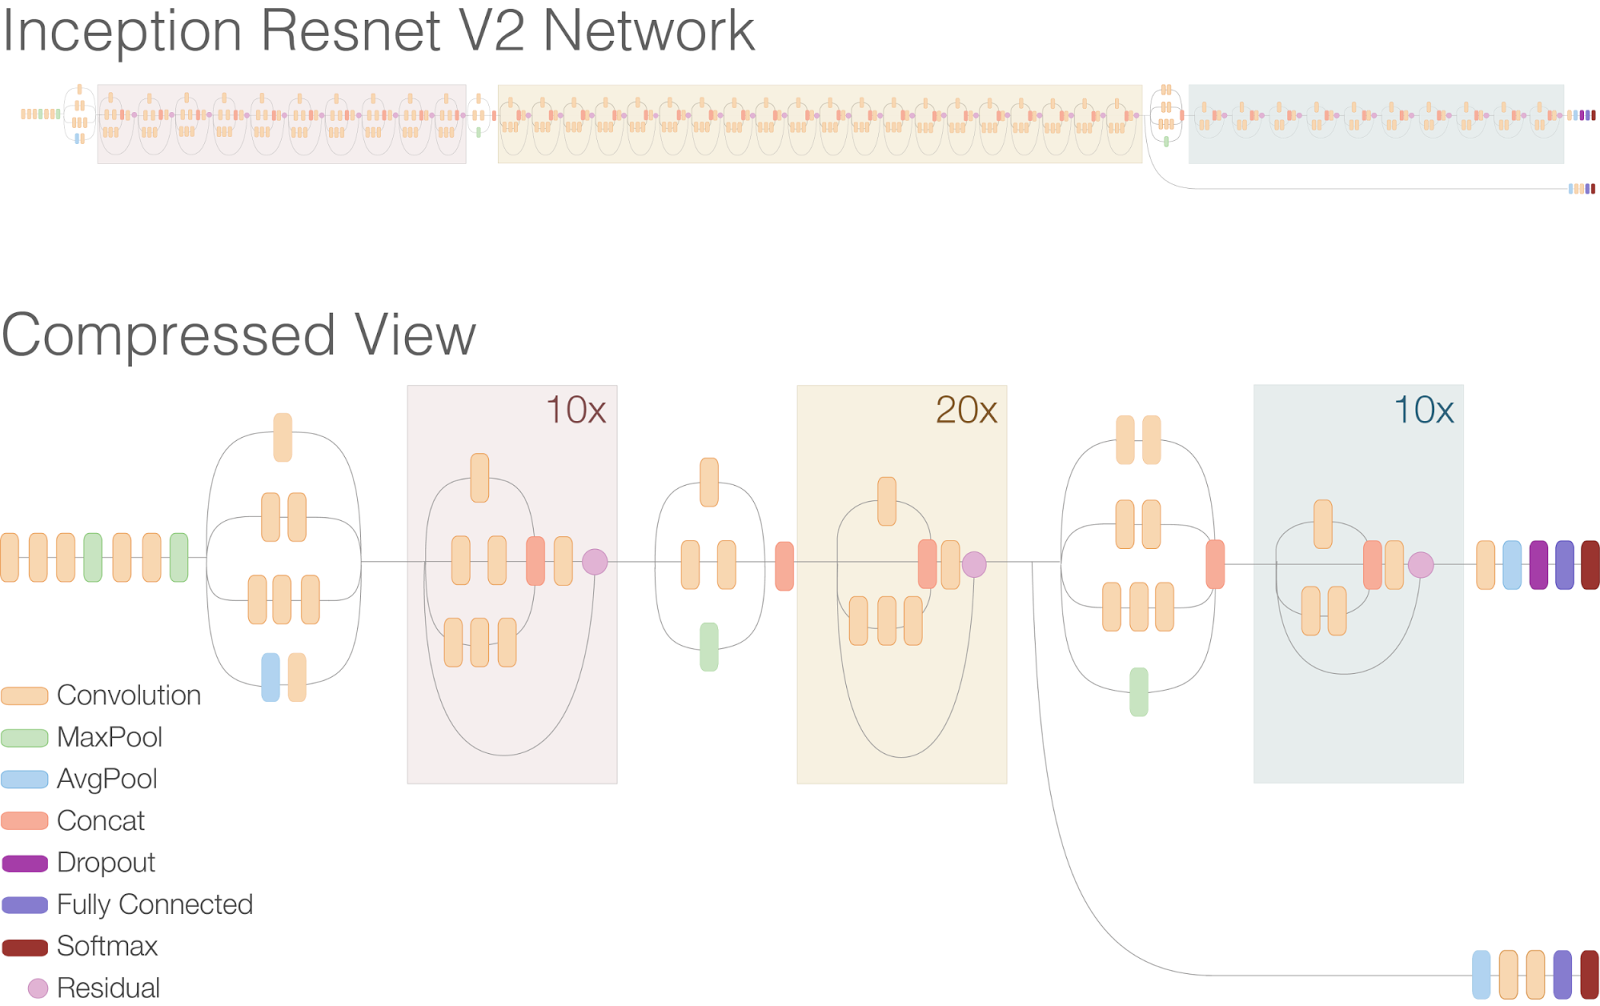 Inception Resnet V2 Network
Compressed View
10x
20x
10x
Convolution
MaxPool
AvgPool
Concat
Dropout
Fully Connected
Softmax
Residual